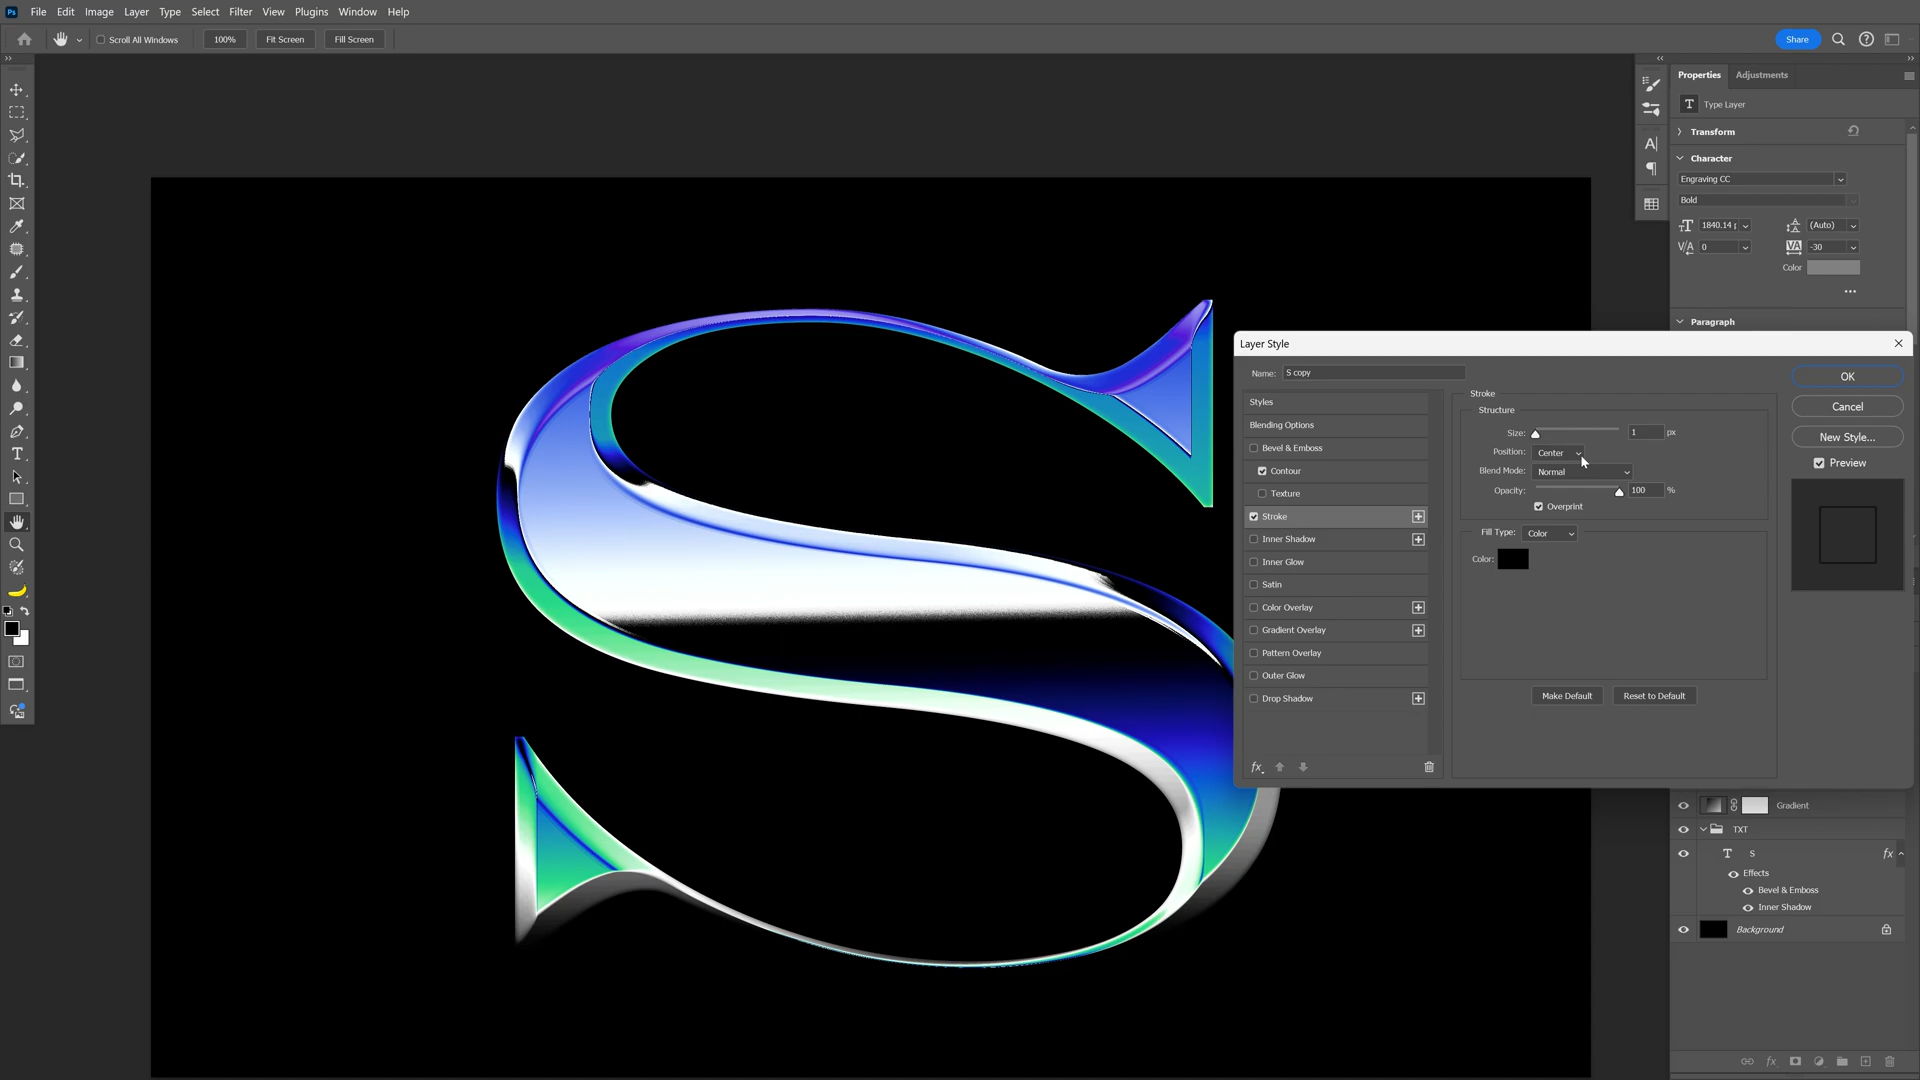 Ps File Edit Image Layer Type Select Filter View Plugins Window Help
Scroll All Windows 100% Fit Screen Fill Screen Share
Properties Adjustments
T Type Layer
Transform
Character
Engraving CC
Bold
1840.14 (Auto)
V/A 0 VA -30
Color
Paragraph
Layer Style
Name: S copy
Styles
Blending Options
Bevel & Emboss
Contour
Texture
Stroke
Inner Shadow
Inner Glow
Satin
Color Overlay
Gradient Overlay
Pattern Overlay
Outer Glow
Drop Shadow
fx
Stroke
Structure
Size: 1 px
Position: Center
Blend Mode: Normal
Opacity: 100 %
Overprint
Fill Type: Color
Color:
Make Default Reset to Default
OK
Cancel
New Style...
Preview
S
Gradient
TXT
T S fx
Effects
Bevel & Emboss
Inner Shadow
Background
fx